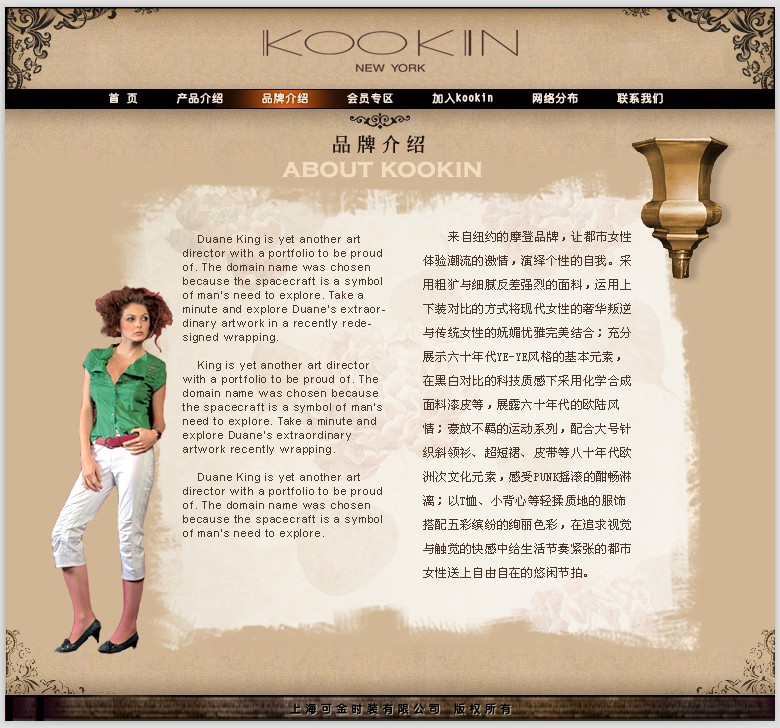 KOOKIN
NEW YORK
首 页 产品介绍 品牌介绍 会员专区 加入kookin 网络分布 联系我们
品牌介绍
ABOUT KOOKIN
Duane King is yet another art
director with a portfolio to be proud
of. The domain name was chosen
because the spacecraft is a symbol
of man's need to explore. Take a
minute and explore Duane's extraor-
dinary artwork in a recently rede-
signed wrapping.
King is yet another art director
with a portfolio to be proud of. The
domain name was chosen because
the spacecraft is a symbol of man's
need to explore. Take a minute and
explore Duane's extraordinary
artwork recently wrapping.
Duane King is yet another art
director with a portfolio to be proud
of. The domain name was chosen
because the spacecraft is a symbol
of man's need to explore.
来自纽约的摩登品牌，让都市女性
体验潮流的激情，演绎个性的自我。采
用粗犷与细腻反差强烈的面料，运用上
下装对比的方式将现代女性的奢华叛逆
与传统女性的妩媚优雅完美结合；充分
展示六十年代YE-YE风格的基本元素，
在黑白对比的科技质感下采用化学合成
面料漆皮等，展露六十年代的欧陆风
情；豪放不羁的运动系列，配合大号针
织斜领衫、超短裙、皮带等八十年代欧
洲次文化元素，感受PUNK摇滚的酣畅淋
漓；以T恤、小背心等轻揉质地的服饰
搭配五彩缤纷的绚丽色彩，在追求视觉
与触觉的快感中给生活节奏紧张的都市
女性送上自由自在的悠闲节拍。
上海可金时装有限公司 版权所有